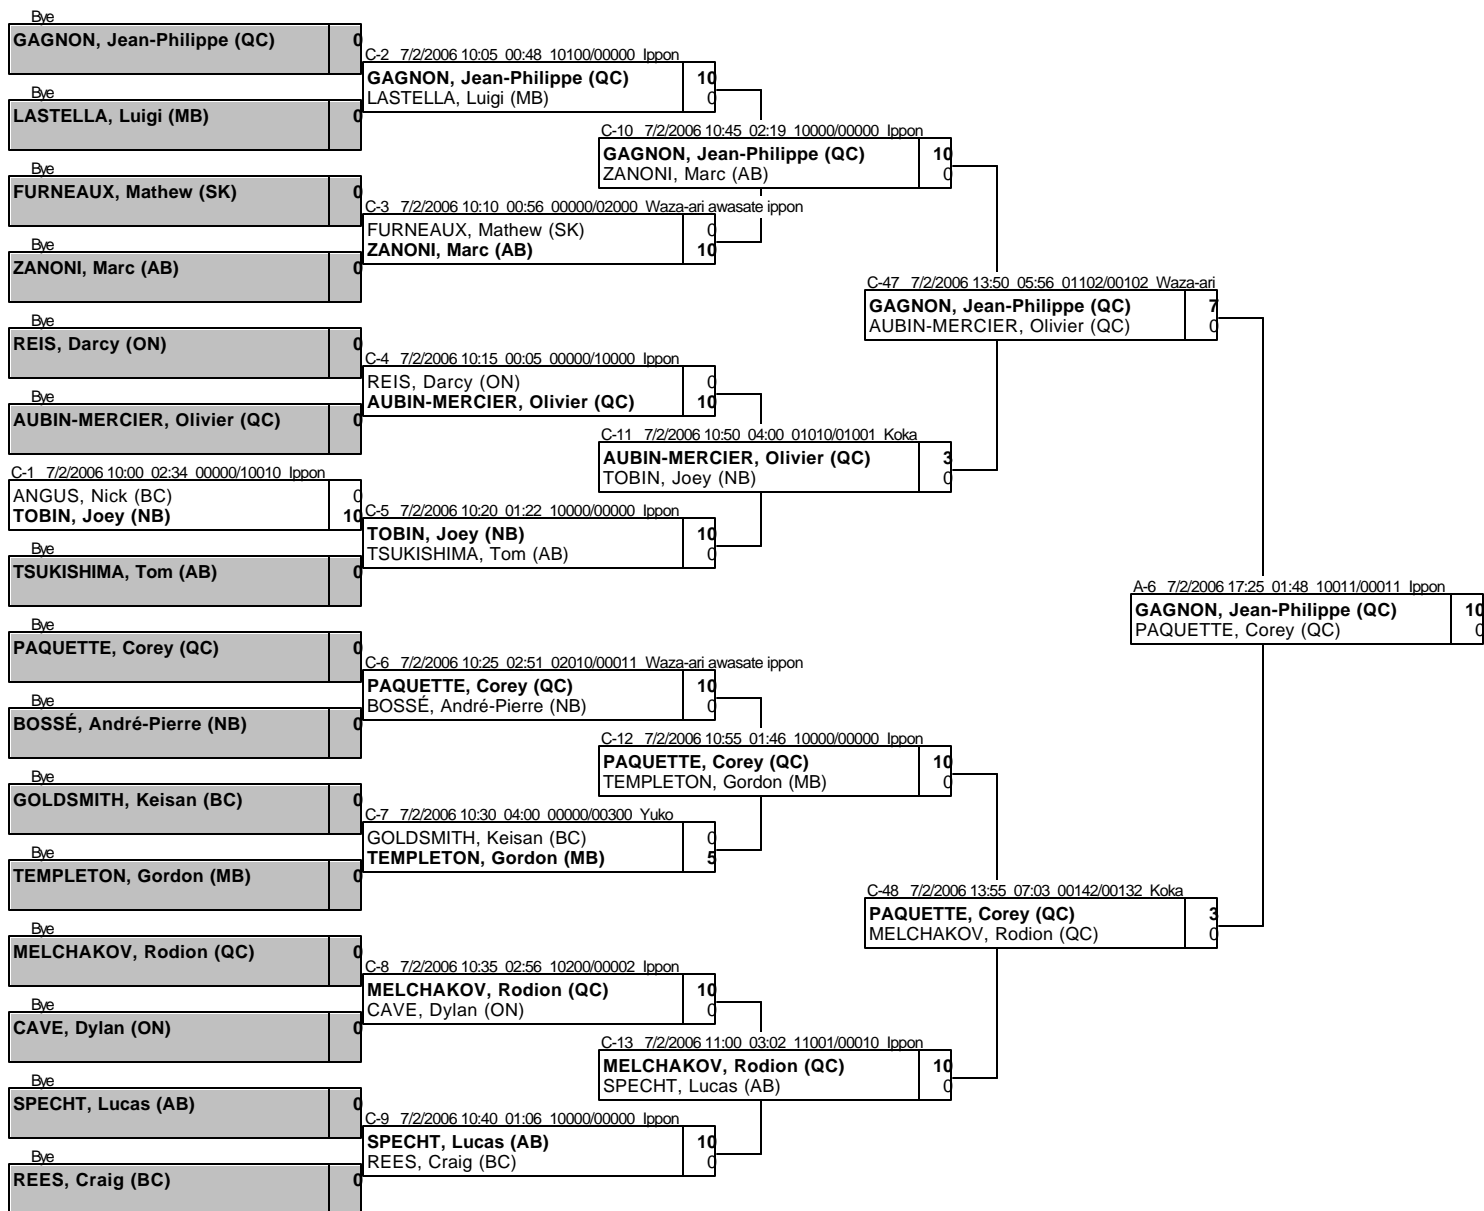 Bye
GAGNON, Jean-Philippe (QC) 0
Bye
LASTELLA, Luigi (MB) 0
Bye
FURNEAUX, Mathew (SK) 0
Bye
ZANONI, Marc (AB) 0
Bye
REIS, Darcy (ON) 0
Bye
AUBIN-MERCIER, Olivier (QC) 0
C-1 7/2/2006 10:00 02:34 00000/10010 Ippon
ANGUS, Nick (BC) 0
TOBIN, Joey (NB) 10
Bye
TSUKISHIMA, Tom (AB) 0
Bye
PAQUETTE, Corey (QC) 0
Bye
BOSSÉ, André-Pierre (NB) 0
Bye
GOLDSMITH, Keisan (BC) 0
Bye
TEMPLETON, Gordon (MB) 0
Bye
MELCHAKOV, Rodion (QC) 0
Bye
CAVE, Dylan (ON) 0
Bye
SPECHT, Lucas (AB) 0
Bye
REES, Craig (BC) 0
C-2 7/2/2006 10:05 00:48 10100/00000 Ippon
GAGNON, Jean-Philippe (QC) 10
LASTELLA, Luigi (MB) 0
C-3 7/2/2006 10:10 00:56 00000/02000 Waza-ari awasate ippon
FURNEAUX, Mathew (SK) 0
ZANONI, Marc (AB) 10
C-4 7/2/2006 10:15 00:05 00000/10000 Ippon
REIS, Darcy (ON) 0
AUBIN-MERCIER, Olivier (QC) 10
C-5 7/2/2006 10:20 01:22 10000/00000 Ippon
TOBIN, Joey (NB) 10
TSUKISHIMA, Tom (AB) 0
C-6 7/2/2006 10:25 02:51 02010/00011 Waza-ari awasate ippon
PAQUETTE, Corey (QC) 10
BOSSÉ, André-Pierre (NB) 0
C-7 7/2/2006 10:30 04:00 00000/00300 Yuko
GOLDSMITH, Keisan (BC) 0
TEMPLETON, Gordon (MB) 5
C-8 7/2/2006 10:35 02:56 10200/00002 Ippon
MELCHAKOV, Rodion (QC) 10
CAVE, Dylan (ON) 0
C-9 7/2/2006 10:40 01:06 10000/00000 Ippon
SPECHT, Lucas (AB) 10
REES, Craig (BC) 0
C-10 7/2/2006 10:45 02:19 10000/00000 Ippon
GAGNON, Jean-Philippe (QC) 10
ZANONI, Marc (AB) 0
C-11 7/2/2006 10:50 04:00 01010/01001 Koka
AUBIN-MERCIER, Olivier (QC) 3
TOBIN, Joey (NB) 0
C-12 7/2/2006 10:55 01:46 10000/00000 Ippon
PAQUETTE, Corey (QC) 10
TEMPLETON, Gordon (MB) 0
C-13 7/2/2006 11:00 03:02 11001/00010 Ippon
MELCHAKOV, Rodion (QC) 10
SPECHT, Lucas (AB) 0
C-47 7/2/2006 13:50 05:56 01102/00102 Waza-ari
GAGNON, Jean-Philippe (QC) 7
AUBIN-MERCIER, Olivier (QC) 0
C-48 7/2/2006 13:55 07:03 00142/00132 Koka
PAQUETTE, Corey (QC) 3
MELCHAKOV, Rodion (QC) 0
A-6 7/2/2006 17:25 01:48 10011/00011 Ippon
GAGNON, Jean-Philippe (QC) 10
PAQUETTE, Corey (QC) 0